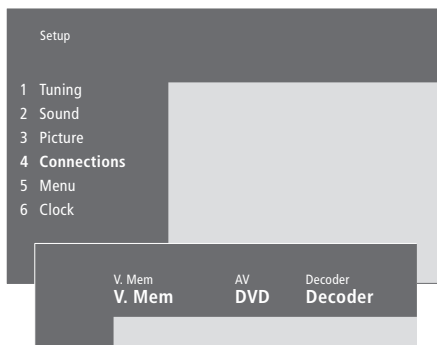 Setup
1 Tuning
2 Sound
3 Picture
4 Connections
5 Menu
6 Clock
V. Mem AV Decoder
V. Mem DVD Decoder